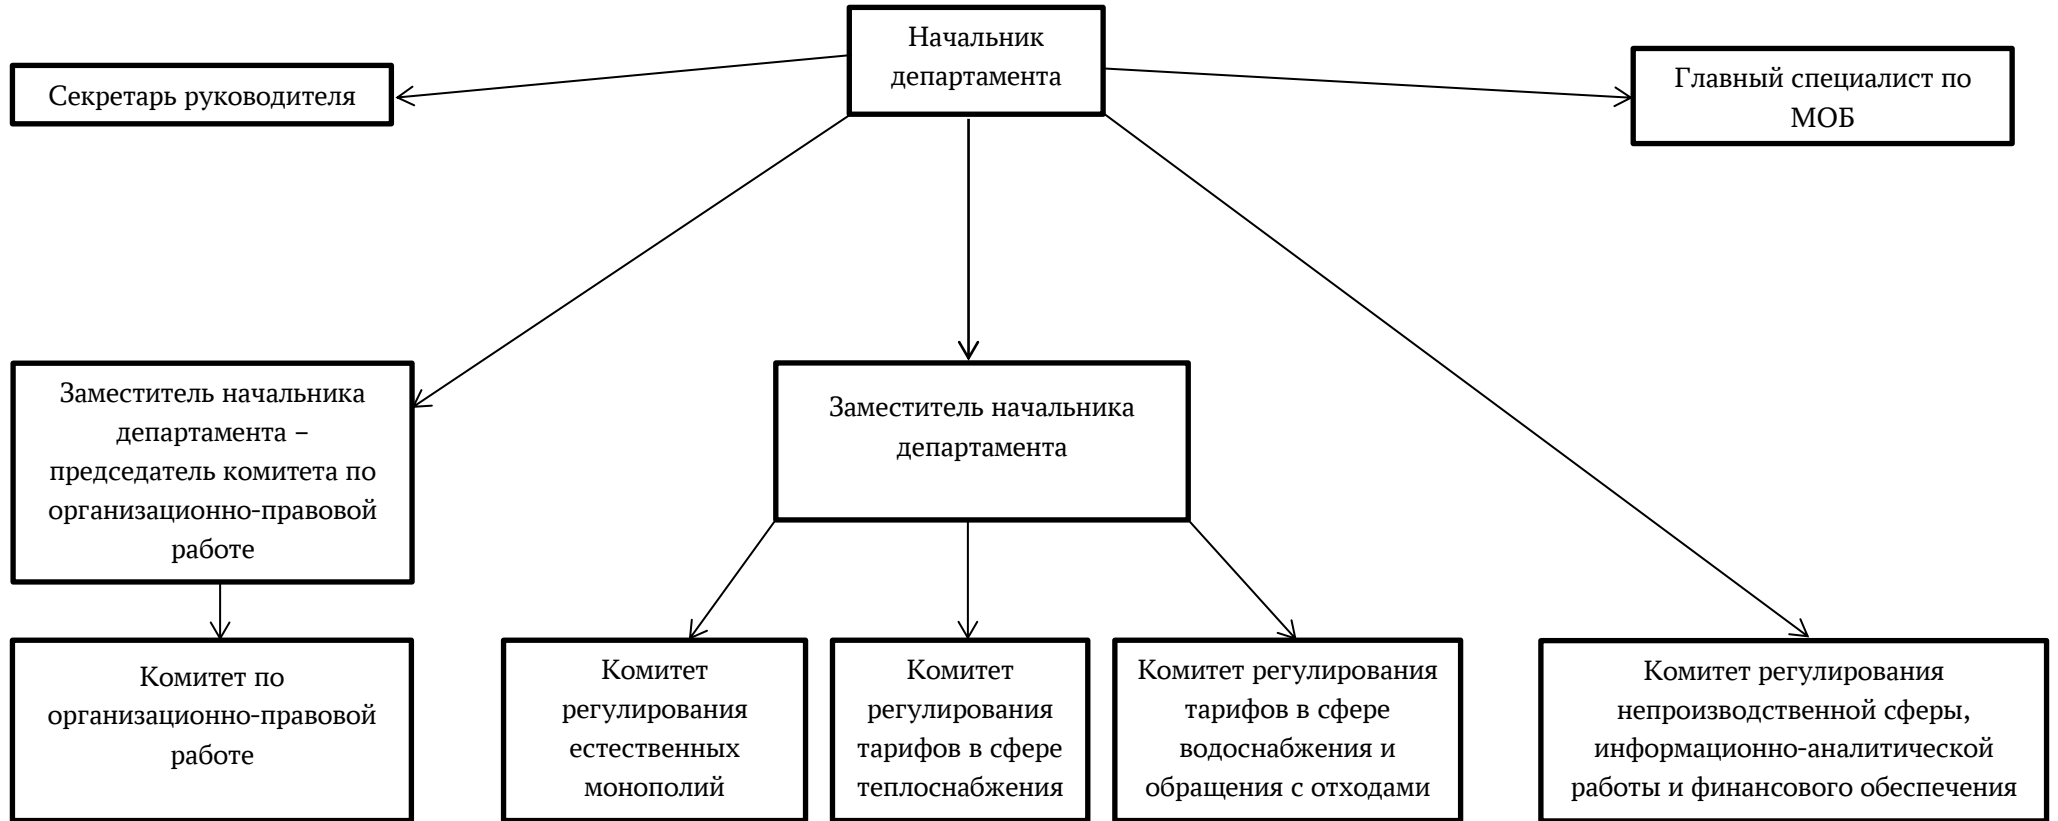 Начальник
департамента
Секретарь руководителя
Главный специалист по
МОБ
Заместитель начальника
департамента –
председатель комитета по
организационно-правовой
работе
Заместитель начальника
департамента
Комитет по
организационно-правовой
работе
Комитет
регулирования
естественных
монополий
Комитет
регулирования
тарифов в сфере
теплоснабжения
Комитет регулирования
тарифов в сфере
водоснабжения и
обращения с отходами
Комитет регулирования
непроизводственной сферы,
информационно-аналитической
работы и финансового обеспечения